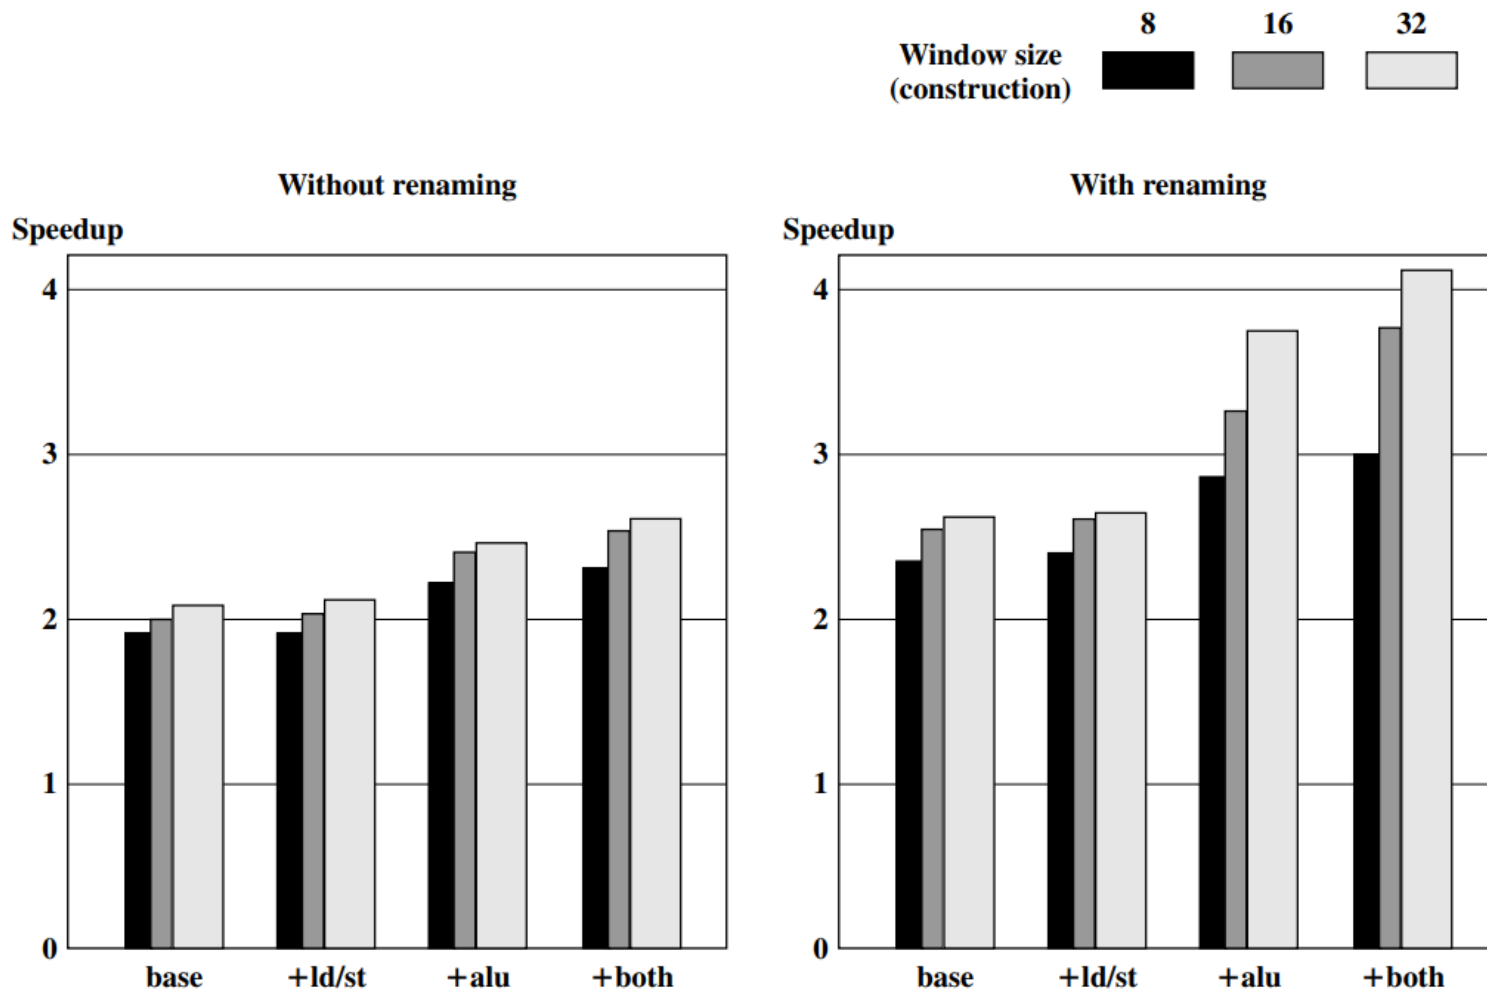 8 16 32
Window size
(construction)
Without renaming
Speedup
4
3
2
1
0
base +ld/st +alu +both
With renaming
Speedup
4
3
2
1
0
base +ld/st +alu +both